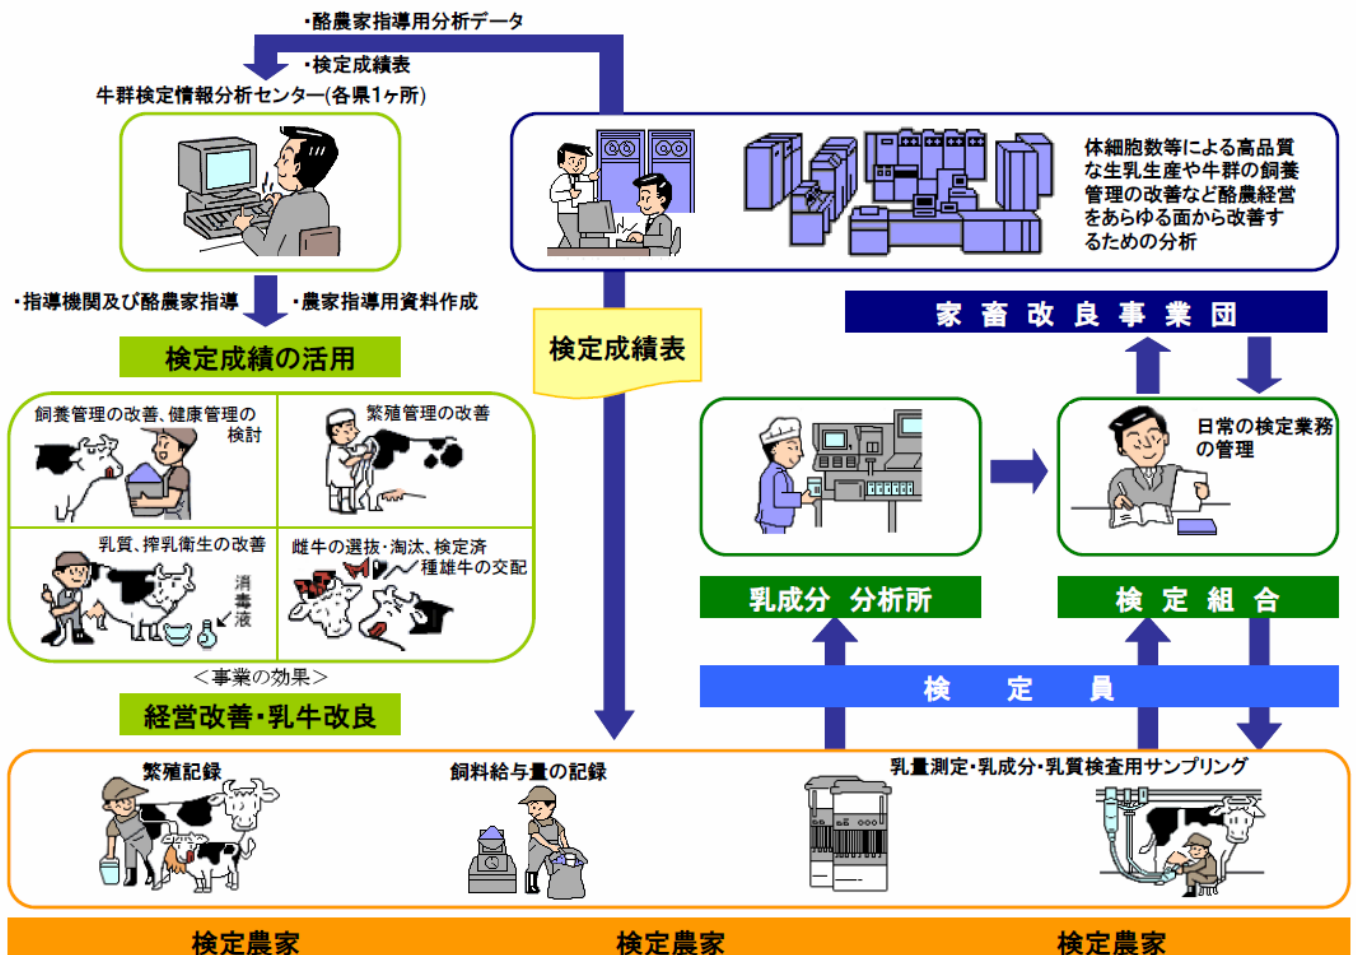 ・酪農家指導用分析データ
・検定成績表
牛群検定情報分析センター(各県1ヶ所)
体細胞数等による高品質
な生乳生産や牛群の飼養
管理の改善など酪農経営
をあらゆる面から改善す
るための分析
・指導機関及び酪農家指導
・農家指導用資料作成
家畜改良事業団
検定成績の活用
検定成績表
飼養管理の改善、健康管理の
検討
繁殖管理の改善
日常の検定業務
の管理
乳質、搾乳衛生の改善
消毒液
雌牛の選抜・淘汰、検定済
種雄牛の交配
乳成分 分析所
検定組合
＜事業の効果＞
検定員
経営改善・乳牛改良
繁殖記録
飼料給与量の記録
乳量測定・乳成分・乳質検査用サンプリング
検定農家
検定農家
検定農家